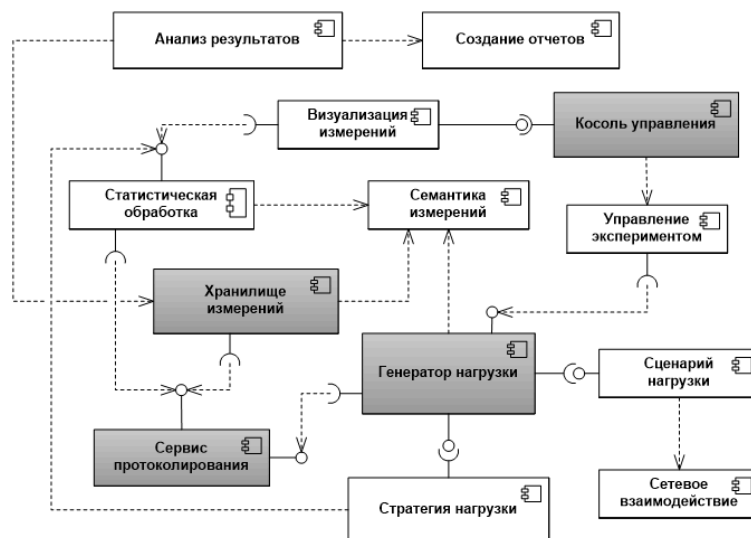 Анализ результатов
Создание отчетов
Визуализация
измерений
Косоль управления
Статистическая
обработка
Семантика
измерений
Управление
экспериментом
Хранилище
измерений
Генератор нагрузки
Сценарий
нагрузки
Сервис
протоколирования
Стратегия нагрузки
Сетевое
взаимодействие